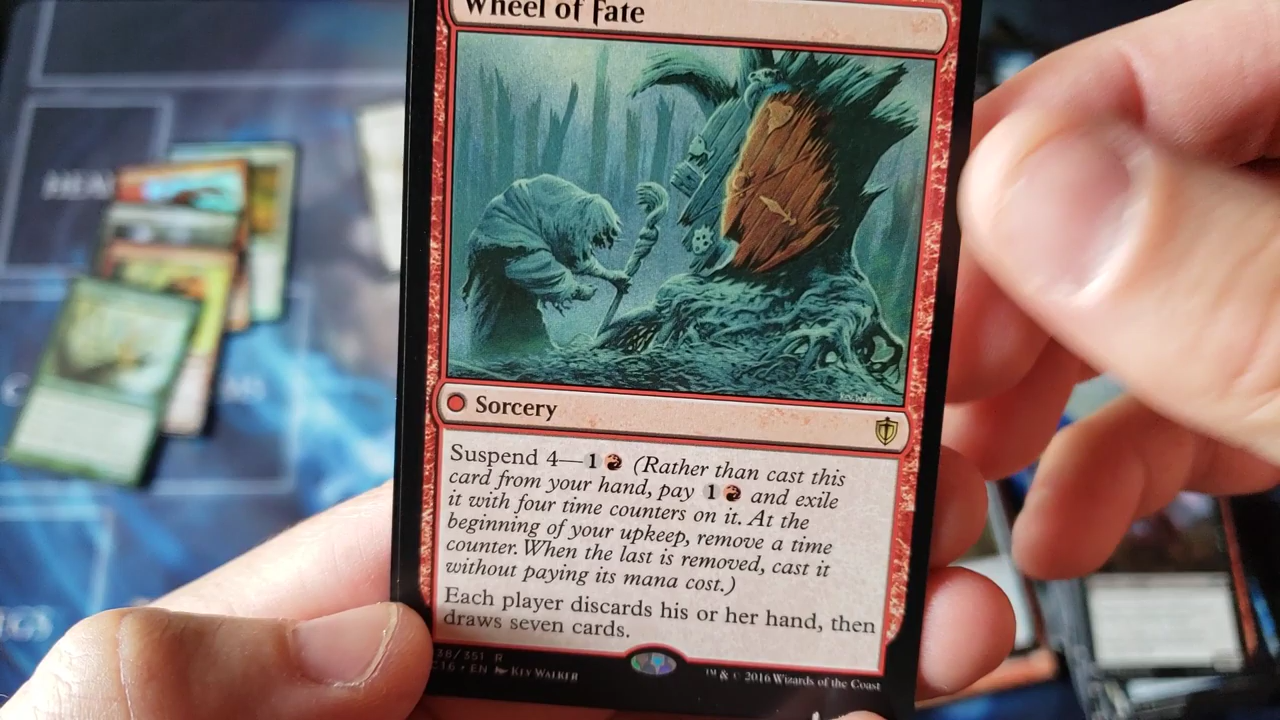 Wheel of Fate
Kev Walker
Sorcery
Suspend 4—1 (Rather than cast this
card from your hand, pay 1 and exile
it with four time counters on it. At the
beginning of your upkeep, remove a time
counter. When the last is removed, cast it
without paying its mana cost.)
Each player discards his or her hand, then
draws seven cards.
38/351 R
C16 • EN KEV WALKER
™ & © 2016 Wizards of the Coast